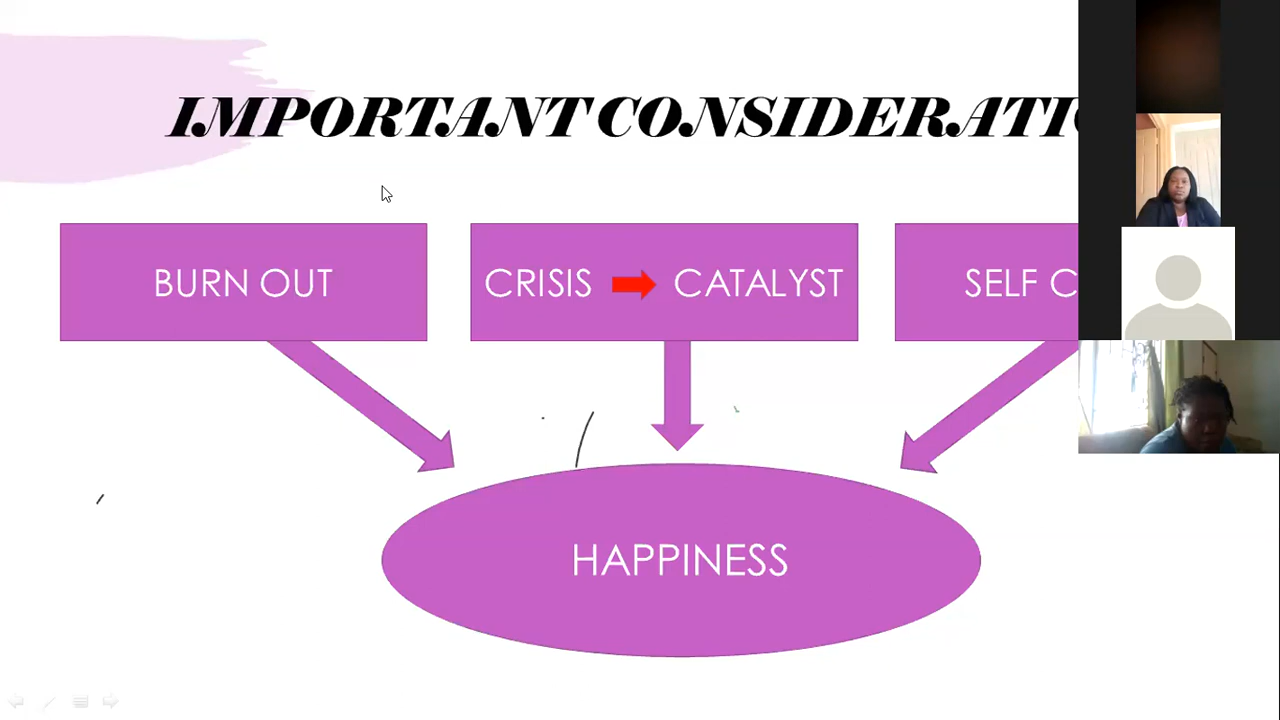 IMPORTANT CONSIDERATI
BURN OUT
CRISIS CATALYST
SELF C
HAPPINESS